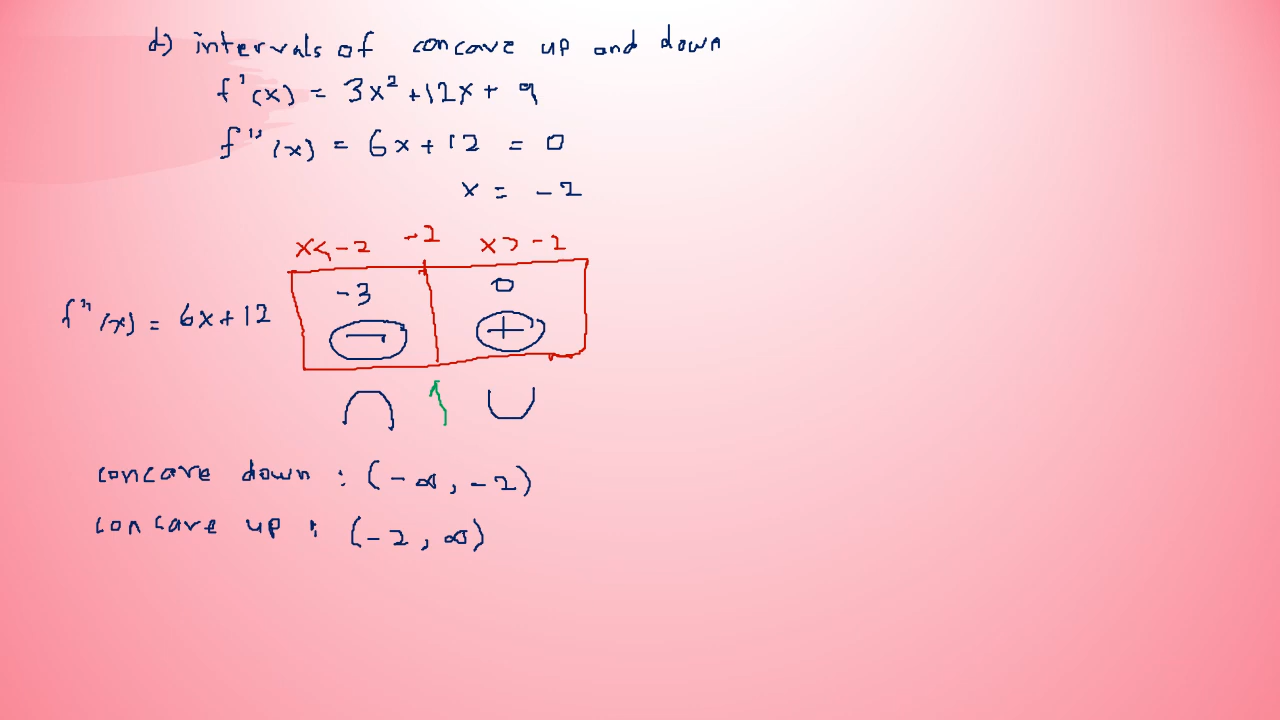 d) intervals of concave up and down
f'(x) = 3x² + 12x + 9
f''(x) = 6x + 12 = 0
x = -2
x < -2 -2 x > -2
-3 0
f''(x) = 6x + 12 − +
concave down : (-∞, -2)
concave up : (-2, ∞)